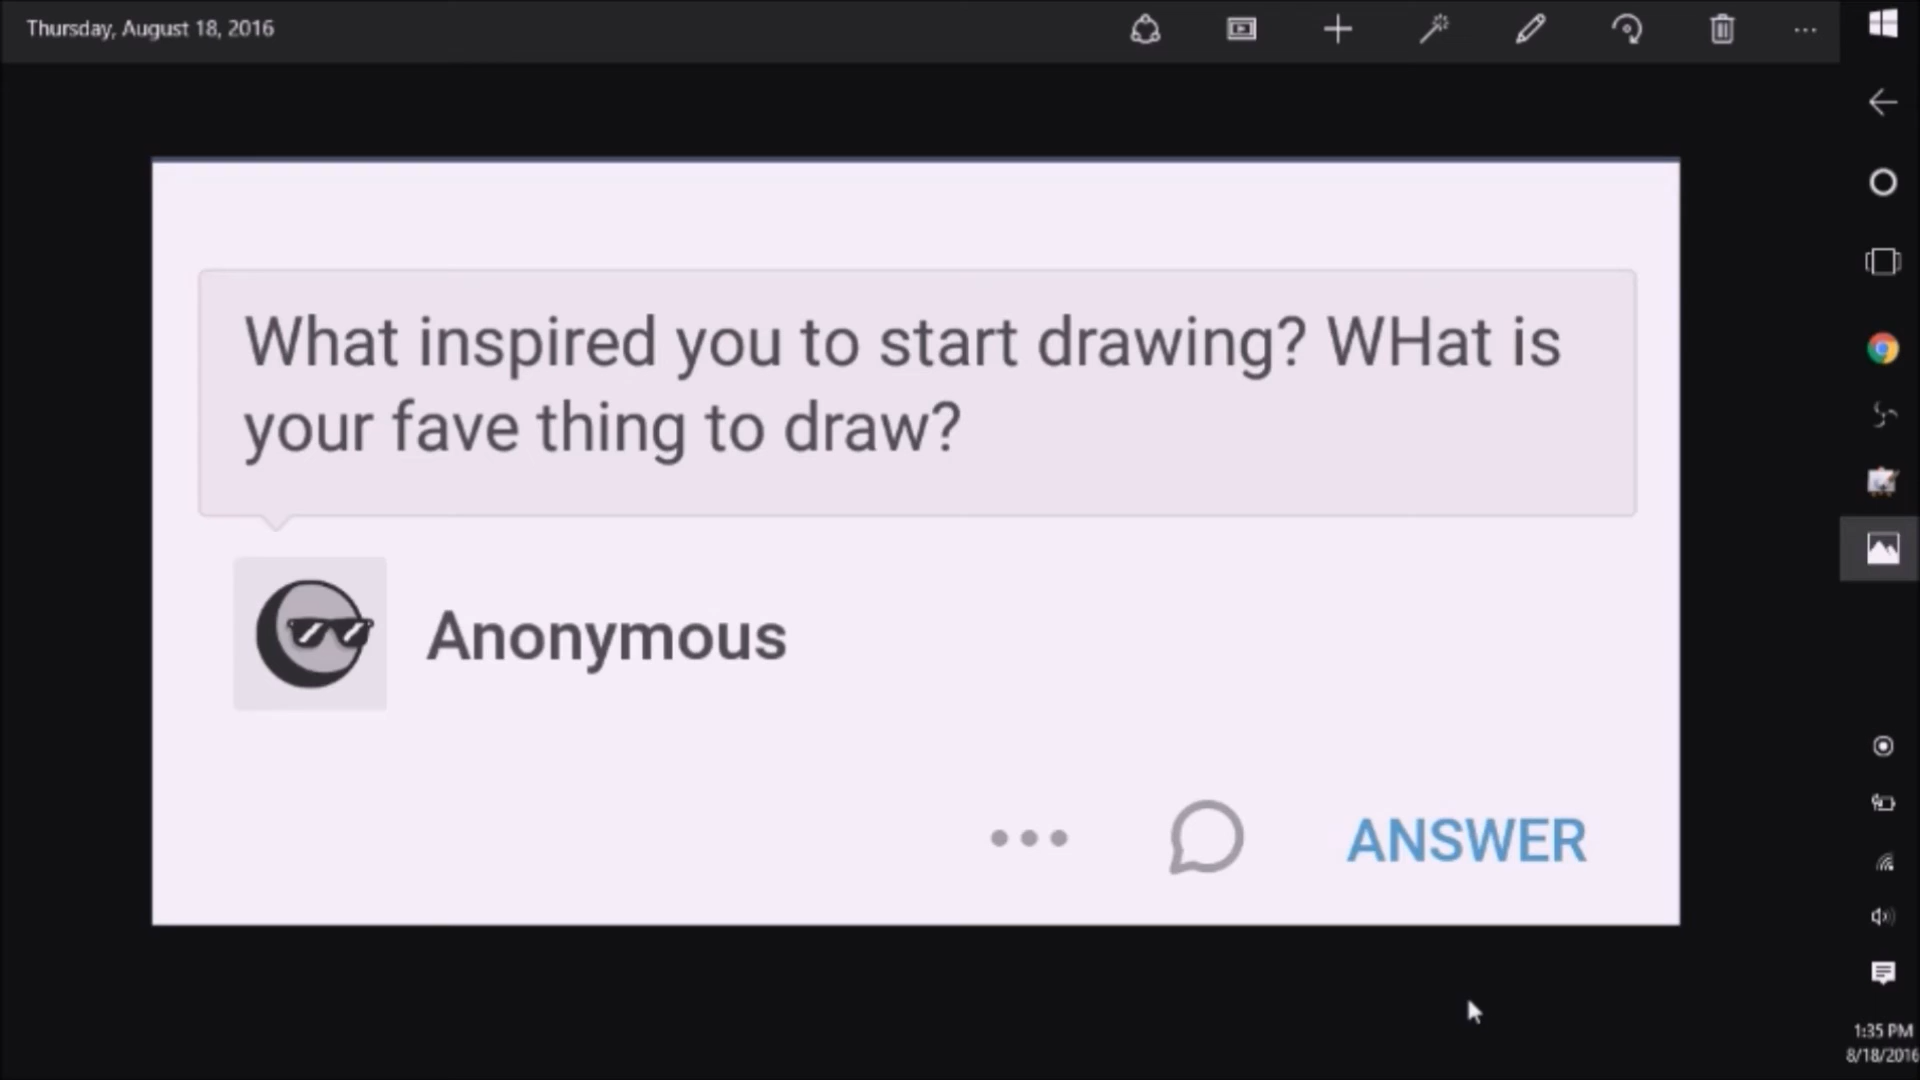 Thursday, August 18, 2016
What inspired you to start drawing? WHat is
your fave thing to draw?
Anonymous
ANSWER
1:35 PM
8/18/2016